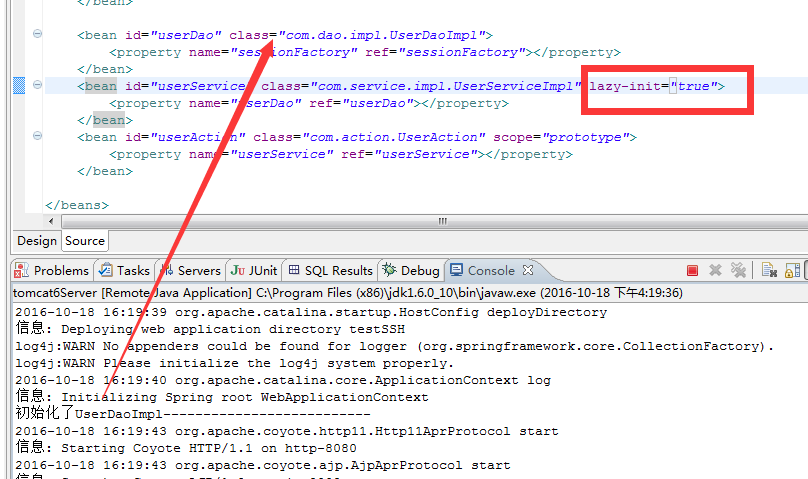 </bean>
<bean id="userDao" class="com.dao.impl.UserDaoImpl">
<property name="sessionFactory" ref="sessionFactory"></property>
</bean>
<bean id="userService" class="com.service.impl.UserServiceImpl" lazy-init="true">
<property name="userDao" ref="userDao"></property>
</bean>
<bean id="userAction" class="com.action.UserAction" scope="prototype">
<property name="userService" ref="userService"></property>
</bean>
</beans>
Design Source
Problems Tasks Servers JUnit SQL Results Debug Console
tomcat6Server [Remote Java Application] C:\Program Files (x86)\jdk1.6.0_10\bin\javaw.exe (2016-10-18 下午4:19:36)
2016-10-18 16:19:39 org.apache.catalina.startup.HostConfig deployDirectory
信息: Deploying web application directory testSSH
log4j:WARN No appenders could be found for logger (org.springframework.core.CollectionFactory).
log4j:WARN Please initialize the log4j system properly.
2016-10-18 16:19:40 org.apache.catalina.core.ApplicationContext log
信息: Initializing Spring root WebApplicationContext
初始化了UserDaoImpl--------------------------
2016-10-18 16:19:43 org.apache.coyote.http11.Http11AprProtocol start
信息: Starting Coyote HTTP/1.1 on http-8080
2016-10-18 16:19:43 org.apache.coyote.ajp.AjpAprProtocol start